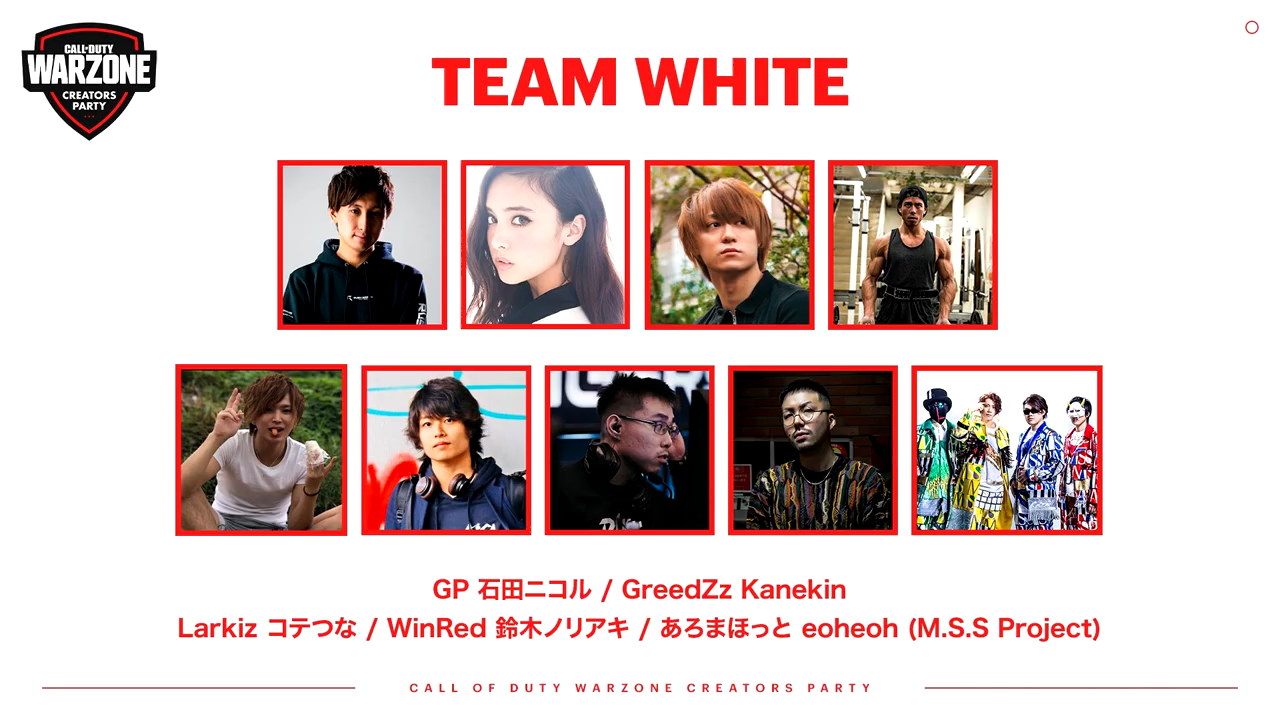 CALL OF DUTY
WARZONE
CREATORS
PARTY
TEAM WHITE
GP 石田ニコル / GreedZz Kanekin
Larkiz コテつな / WinRed 鈴木ノリアキ / あろまほっと eoheoh (M.S.S Project)
CALL OF DUTY WARZONE CREATORS PARTY